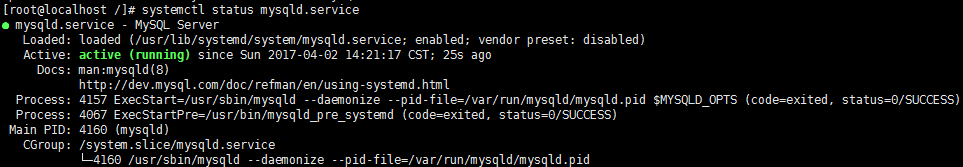 [root@localhost /]# systemctl status mysqld.service
● mysqld.service - MySQL Server
   Loaded: loaded (/usr/lib/systemd/system/mysqld.service; enabled; vendor preset: disabled)
   Active: active (running) since Sun 2017-04-02 14:21:17 CST; 25s ago
     Docs: man:mysqld(8)
           http://dev.mysql.com/doc/refman/en/using-systemd.html
  Process: 4157 ExecStart=/usr/sbin/mysqld --daemonize --pid-file=/var/run/mysqld/mysqld.pid $MYSQLD_OPTS (code=exited, status=0/SUCCESS)
  Process: 4067 ExecStartPre=/usr/bin/mysqld_pre_systemd (code=exited, status=0/SUCCESS)
 Main PID: 4160 (mysqld)
   CGroup: /system.slice/mysqld.service
           └─4160 /usr/sbin/mysqld --daemonize --pid-file=/var/run/mysqld/mysqld.pid